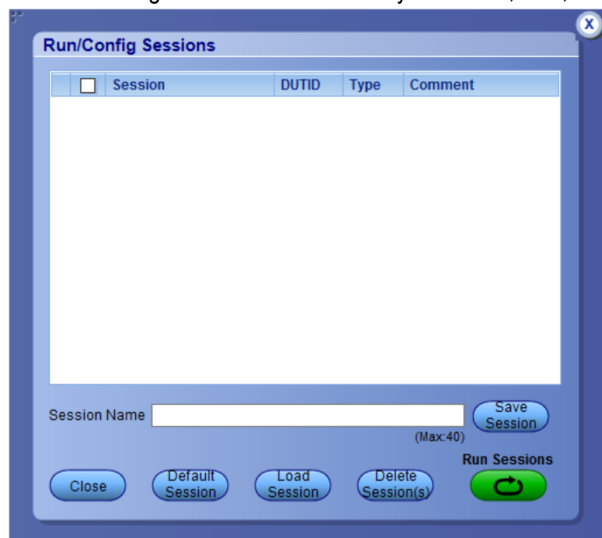 X
Run/Config Sessions
Session DUTID Type Comment
Session Name
Save
Session
(Max:40)
Run Sessions
Close
Default
Session
Load
Session
Delete
Session(s)